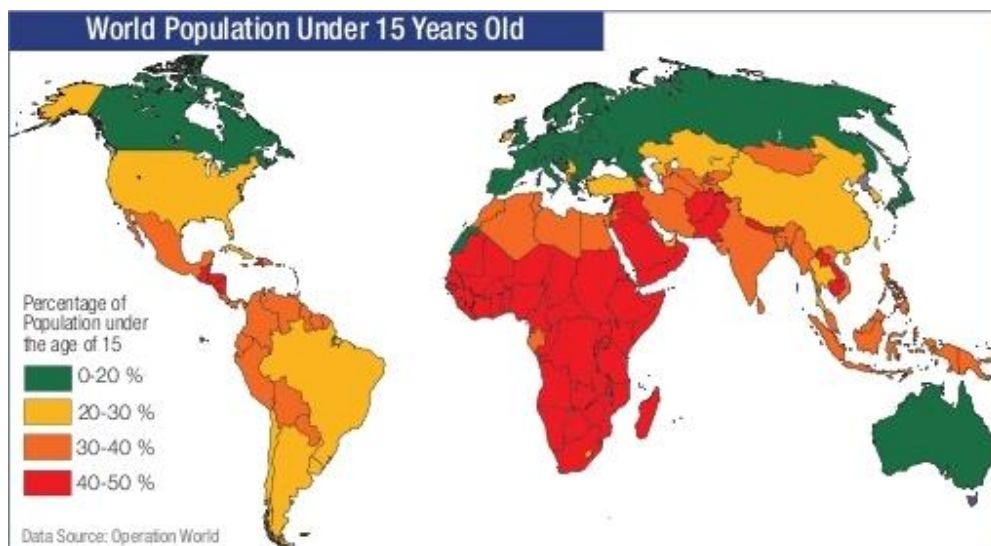 World Population Under 15 Years Old
Percentage of
Population under
the age of 15
0-20 %
20-30 %
30-40 %
40-50 %
Data Source: Operation World